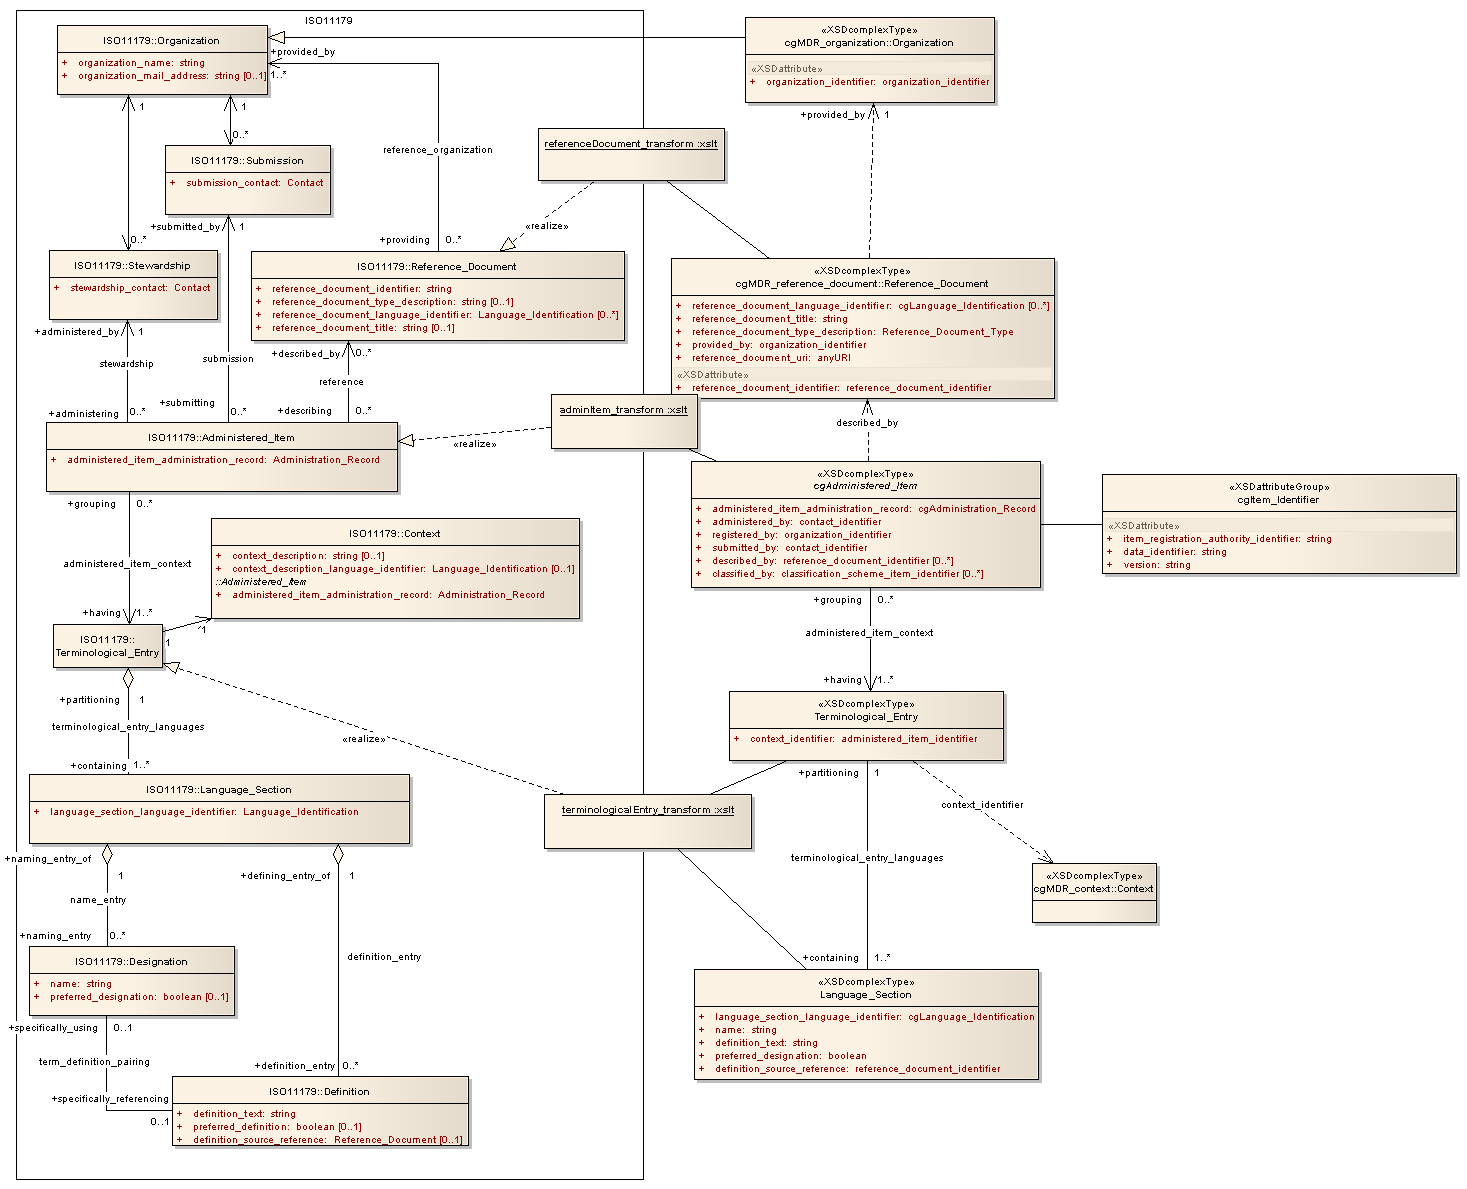 ISO11179
ISO11179::Organization
+ organization_name: string
+ organization_mail_address: string [0..1]
+provided_by
1..*
«XSDcomplexType»
cgMDR_organization::Organization
«XSDattribute»
+ organization_identifier: organization_identifier
1
1
0..*
+provided_by
1
reference_organization
referenceDocument_transform :xslt
ISO11179::Submission
+ submission_contact: Contact
+submitted_by
1
0..*
+providing
0..*
«realize»
ISO11179::Stewardship
+ stewardship_contact: Contact
+administered_by
1
ISO11179::Reference_Document
+ reference_document_identifier: string
+ reference_document_type_description: string [0..1]
+ reference_document_language_identifier: Language_Identification [0..*]
+ reference_document_title: string [0..1]
«XSDcomplexType»
cgMDR_reference_document::Reference_Document
+ reference_document_language_identifier: cgLanguage_Identification [0..*]
+ reference_document_title: string
+ reference_document_type_description: Reference_Document_Type
+ provided_by: organization_identifier
+ reference_document_uri: anyURI
«XSDattribute»
+ reference_document_identifier: reference_document_identifier
+described_by
0..*
submission
stewardship
reference
+administering
0..*
+submitting
0..*
+describing
0..*
adminItem_transform :xslt
described_by
ISO11179::Administered_Item
+ administered_item_administration_record: Administration_Record
«realize»
«XSDcomplexType»
cgAdministered_Item
+ administered_item_administration_record: cgAdministration_Record
+ administered_by: contact_identifier
+ registered_by: organization_identifier
+ submitted_by: contact_identifier
+ described_by: reference_document_identifier [0..*]
+ classified_by: classification_scheme_item_identifier [0..*]
«XSDattributeGroup»
cgItem_Identifier
«XSDattribute»
+ item_registration_authority_identifier: string
+ data_identifier: string
+ version: string
+grouping
0..*
administered_item_context
+having
1..*
ISO11179::Context
+ context_description: string [0..1]
+ context_description_language_identifier: Language_Identification [0..1]
::Administered_Item
+ administered_item_administration_record: Administration_Record
+grouping
0..*
administered_item_context
+having
1..*
ISO11179::
Terminological_Entry
1
1
+partitioning
1
terminological_entry_languages
+containing
1..*
«realize»
«XSDcomplexType»
Terminological_Entry
+ context_identifier: administered_item_identifier
+partitioning
1
context_identifier
ISO11179::Language_Section
+ language_section_language_identifier: Language_Identification
terminologicalEntry_transform :xslt
terminological_entry_languages
«XSDcomplexType»
cgMDR_context::Context
+naming_entry_of
1
name_entry
+naming_entry
0..*
+defining_entry_of
1
definition_entry
+definition_entry
0..*
+containing
1..*
ISO11179::Designation
+ name: string
+ preferred_designation: boolean [0..1]
«XSDcomplexType»
Language_Section
+ language_section_language_identifier: cgLanguage_Identification
+ name: string
+ definition_text: string
+ preferred_designation: boolean
+ definition_source_reference: reference_document_identifier
+specifically_using
0..1
term_definition_pairing
+specifically_referencing
0..1
ISO11179::Definition
+ definition_text: string
+ preferred_definition: boolean [0..1]
+ definition_source_reference: Reference_Document [0..1]